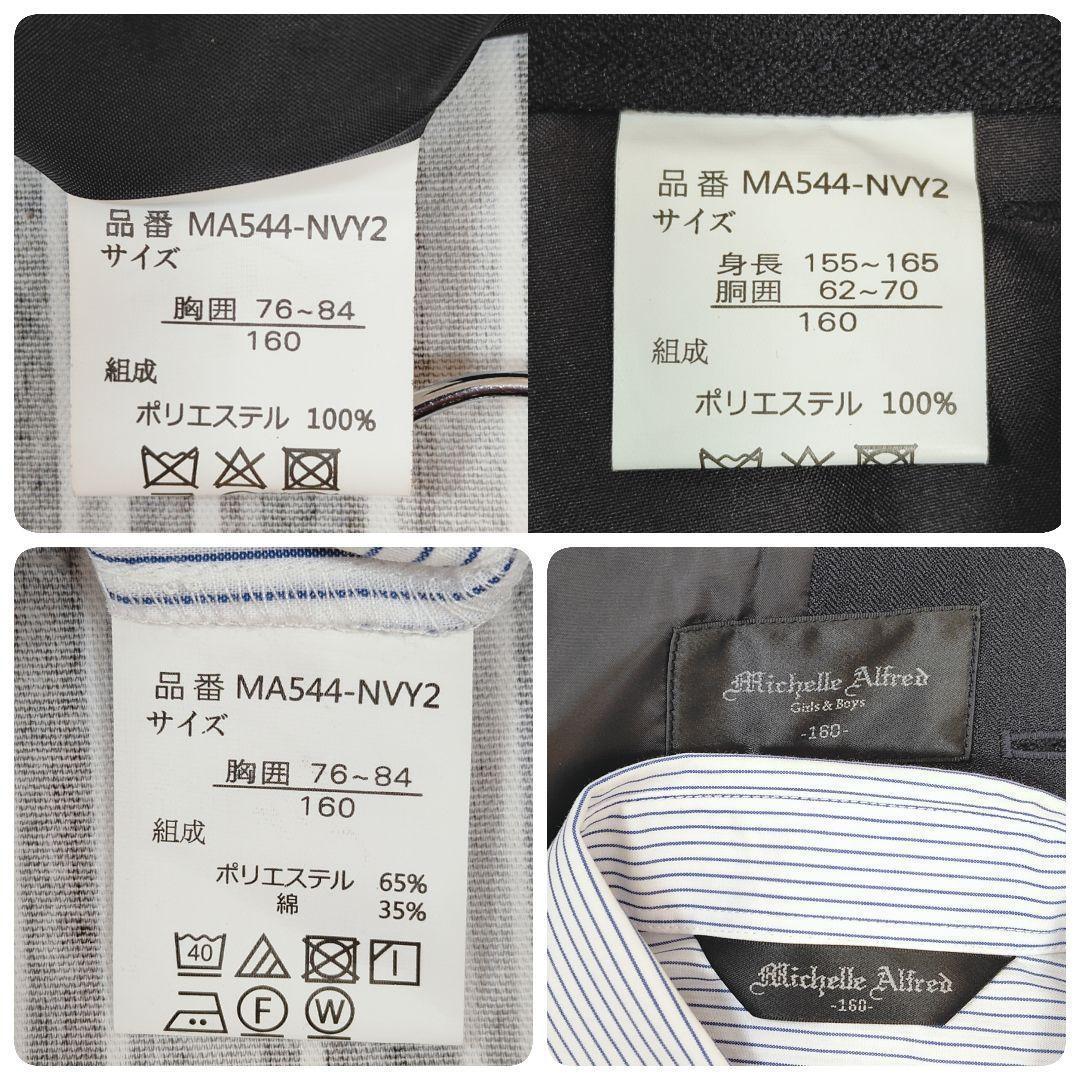 品番 MA544-NVY2
サイズ
胸囲 76~84
160
組成
ポリエステル 100%
品番 MA544-NVY2
サイズ
身長 155~165
胴囲 62~70
160
組成
ポリエステル 100%
品番 MA544-NVY2
サイズ
胸囲 76~84
160
組成
ポリエステル 65%
綿 35%
40
F W
Michelle Alfred
Girls & Boys
-160-
Michelle Alfred
-160-